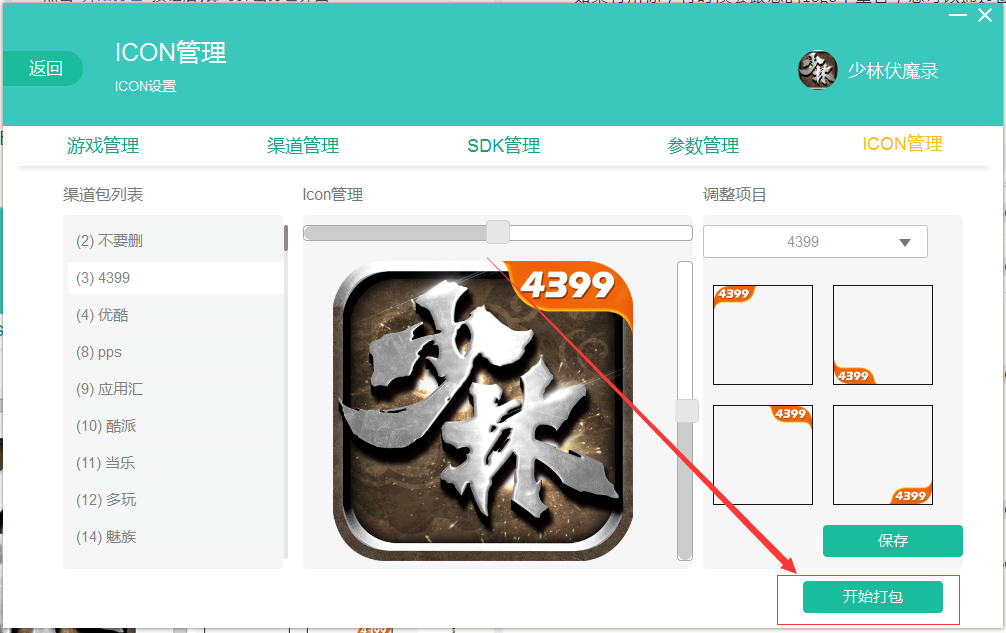 返回
ICON管理
ICON设置
少林
少林伏魔录
游戏管理
渠道管理
SDK管理
参数管理
ICON管理
渠道包列表
Icon管理
调整项目
(2) 不要删
(3) 4399
(4) 优酷
(8) pps
(9) 应用汇
(10) 酷派
(11) 当乐
(12) 多玩
(14) 魅族
4399
少林
4399
4399
4399
4399
4399
保存
开始打包